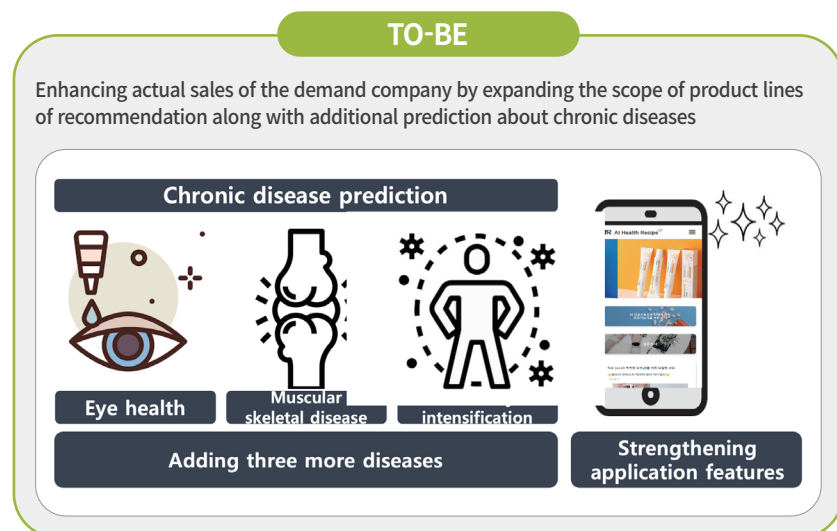 TO-BE
Enhancing actual sales of the demand company by expanding the scope of product lines
of recommendation along with additional prediction about chronic diseases
Chronic disease prediction
AI Health Recipe
Eye health
Muscular
skeletal disease
intensification
Adding three more diseases
Strengthening
application features